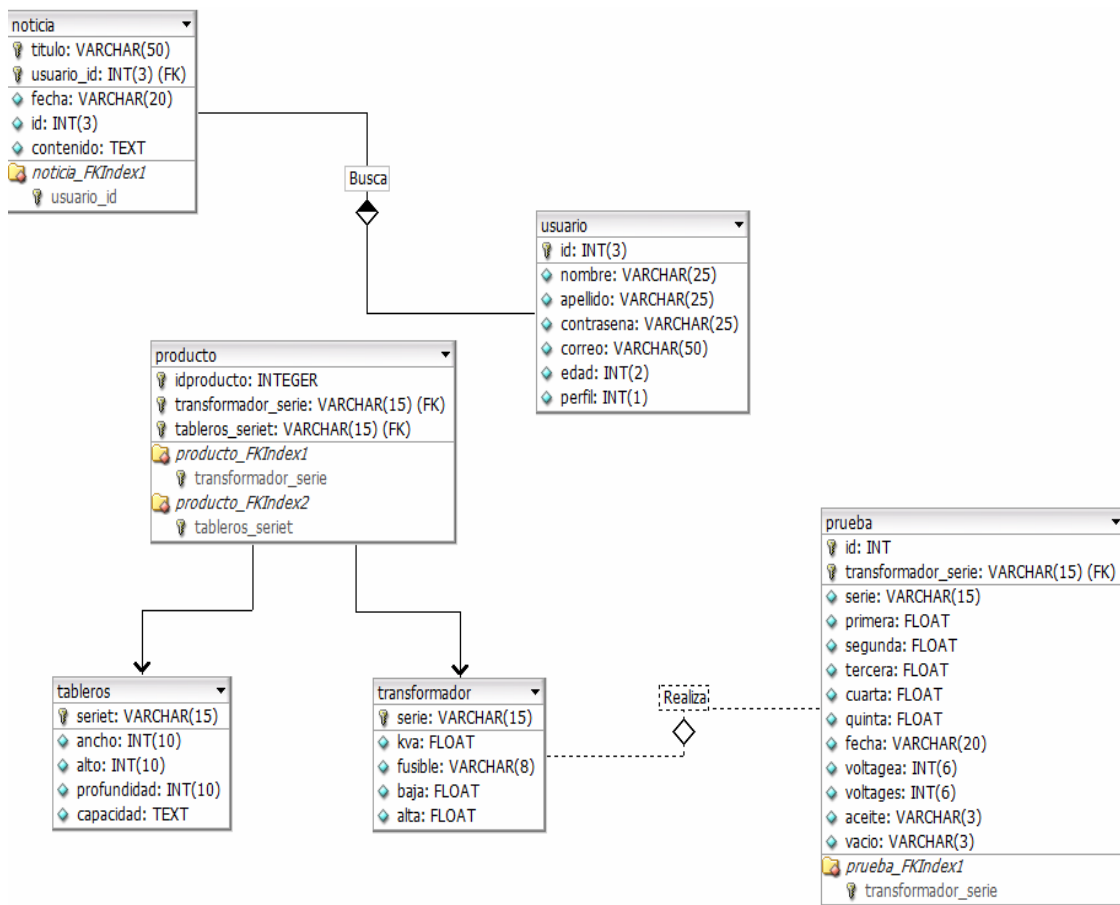 noticia
titulo: VARCHAR(50)
usuario_id: INT(3) (FK)
fecha: VARCHAR(20)
id: INT(3)
contenido: TEXT
noticia_FKIndex1
usuario_id
Busca
usuario
id: INT(3)
nombre: VARCHAR(25)
apellido: VARCHAR(25)
contrasena: VARCHAR(25)
correo: VARCHAR(50)
edad: INT(2)
perfil: INT(1)
producto
idproducto: INTEGER
transformador_serie: VARCHAR(15) (FK)
tableros_seriet: VARCHAR(15) (FK)
producto_FKIndex1
transformador_serie
producto_FKIndex2
tableros_seriet
tableros
seriet: VARCHAR(15)
ancho: INT(10)
alto: INT(10)
profundidad: INT(10)
capacidad: TEXT
transformador
serie: VARCHAR(15)
kva: FLOAT
fusible: VARCHAR(8)
baja: FLOAT
alta: FLOAT
Realiza
prueba
id: INT
transformador_serie: VARCHAR(15) (FK)
serie: VARCHAR(15)
primera: FLOAT
segunda: FLOAT
tercera: FLOAT
cuarta: FLOAT
quinta: FLOAT
fecha: VARCHAR(20)
voltagea: INT(6)
voltages: INT(6)
aceite: VARCHAR(3)
vacio: VARCHAR(3)
prueba_FKIndex1
transformador_serie